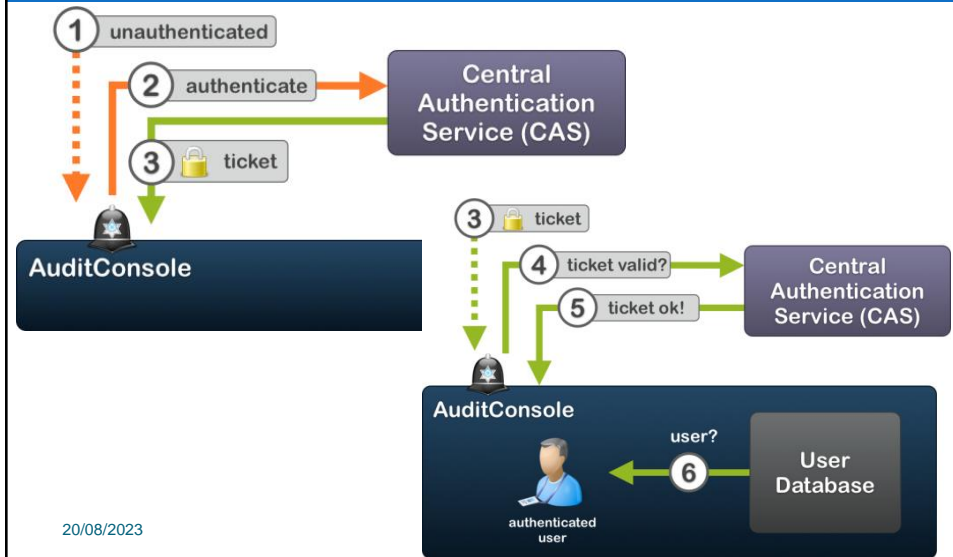 1 unauthenticated
2 authenticate
Central
Authentication
Service (CAS)
3 ticket
AuditConsole
3 ticket
4 ticket valid?
5 ticket ok!
Central
Authentication
Service (CAS)
AuditConsole
user?
6
User
Database
authenticated
user
20/08/2023